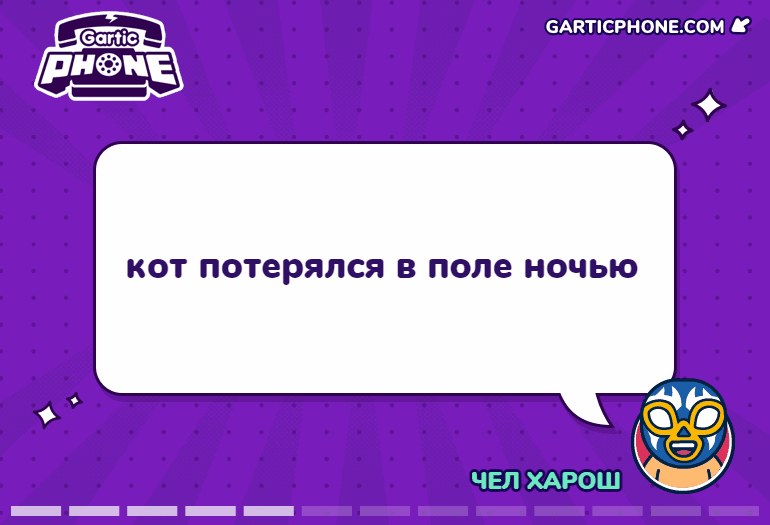 Gartic
PHONE
GARTICPHONE.COM
кот потерялся в поле ночью
ЧЕЛ ХАРОШ